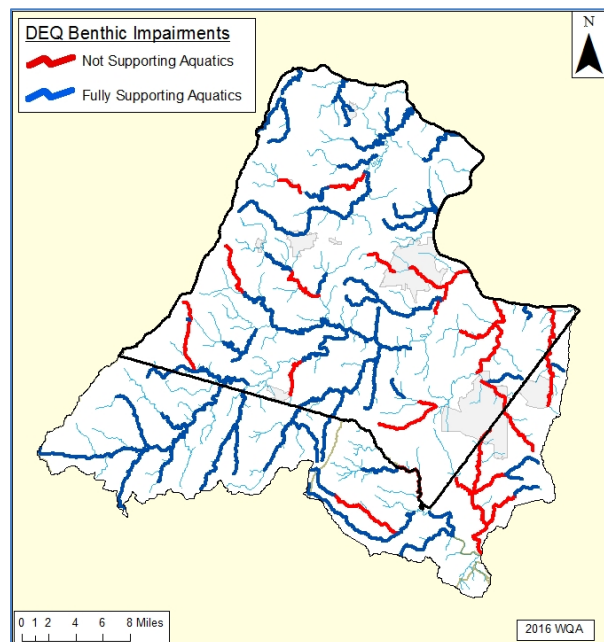 DEQ Benthic Impairments
Not Supporting Aquatics
Fully Supporting Aquatics
N
0 1 2 4 6 8 Miles
2016 WQA